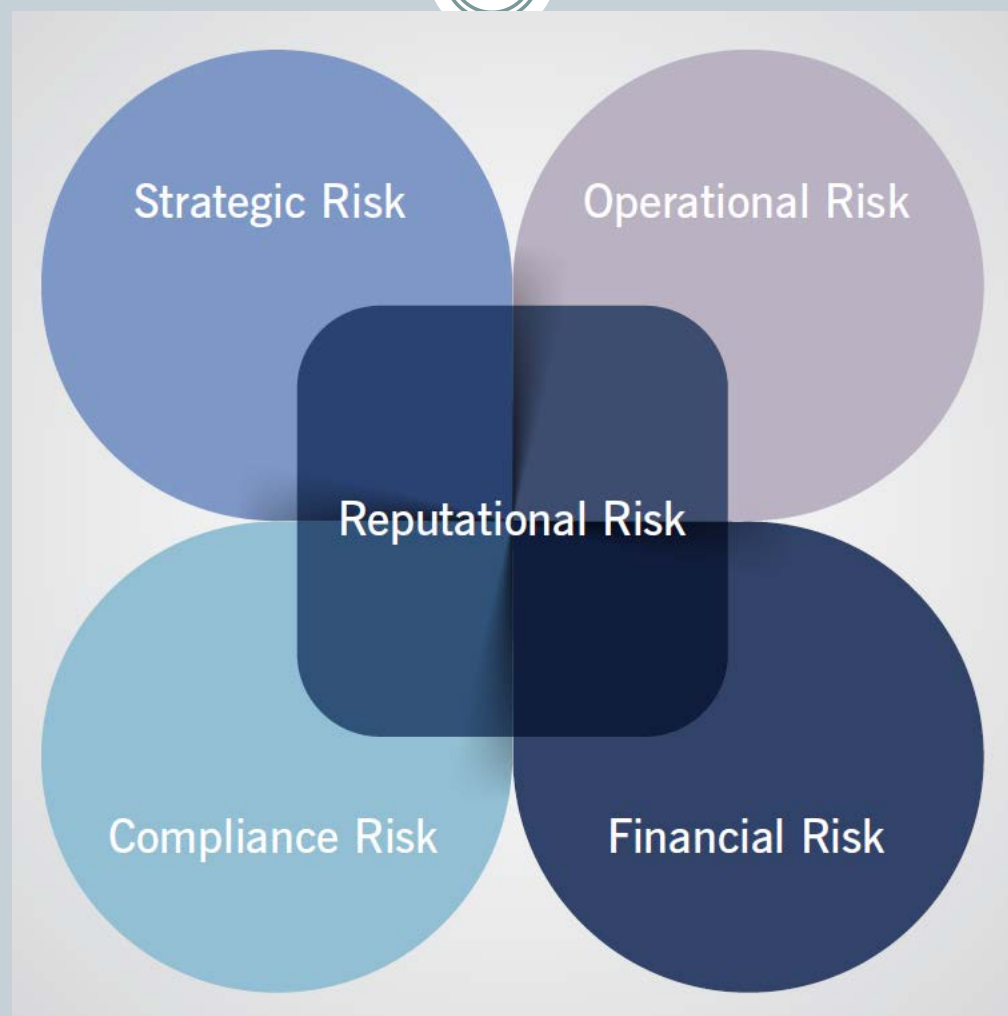 Strategic Risk
Operational Risk
Reputational Risk
Compliance Risk
Financial Risk